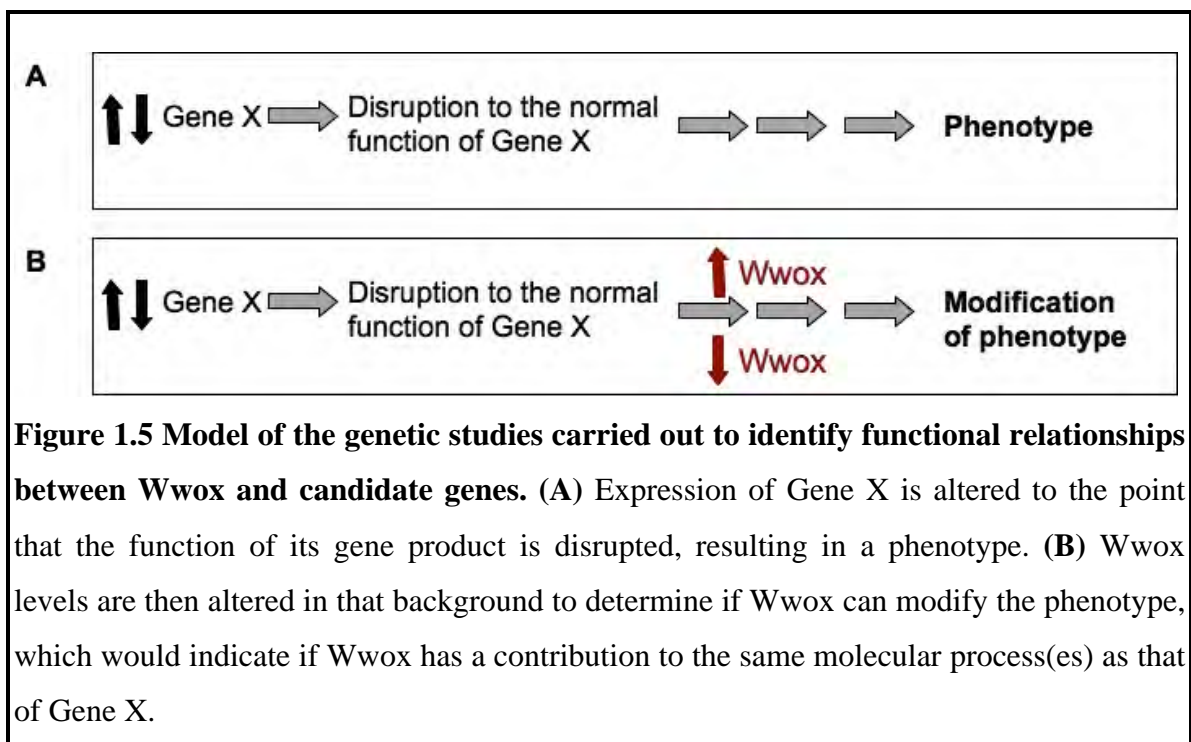 A
Gene X
Disruption to the normal
function of Gene X
Phenotype
B
Gene X
Disruption to the normal
function of Gene X
Wwox
Wwox
Modification
of phenotype
Figure 1.5 Model of the genetic studies carried out to identify functional relationships
between Wwox and candidate genes. (A) Expression of Gene X is altered to the point
that the function of its gene product is disrupted, resulting in a phenotype. (B) Wwox
levels are then altered in that background to determine if Wwox can modify the phenotype,
which would indicate if Wwox has a contribution to the same molecular process(es) as that
of Gene X.